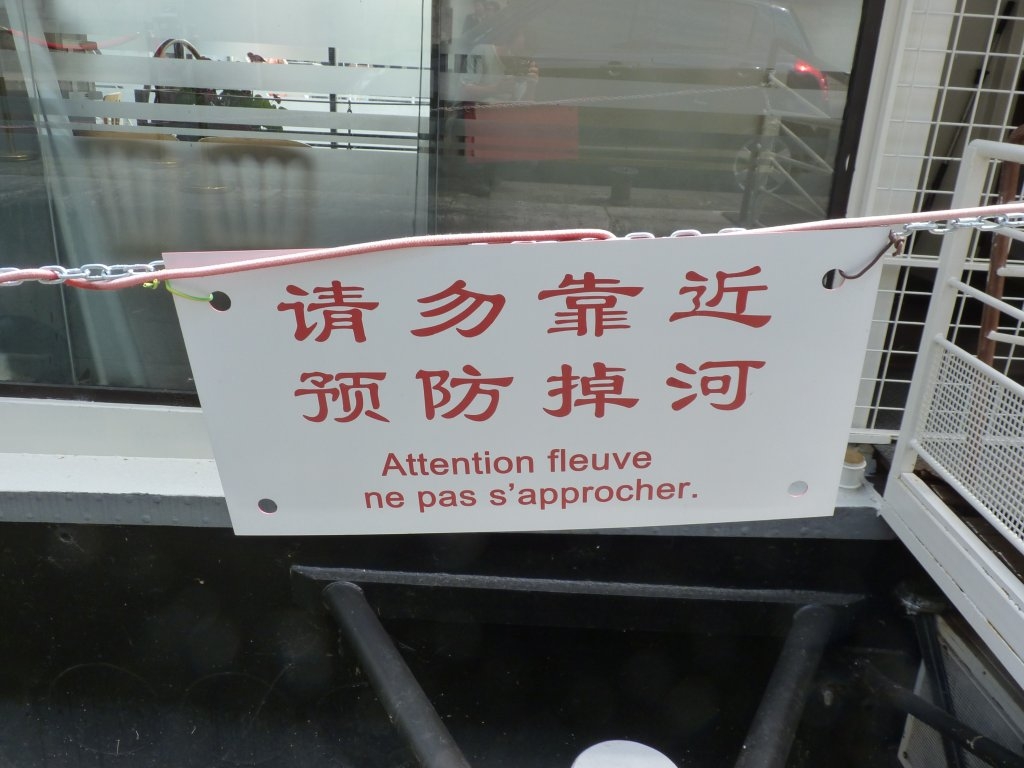 请勿靠近
预防掉河
Attention fleuve
ne pas s'approcher.